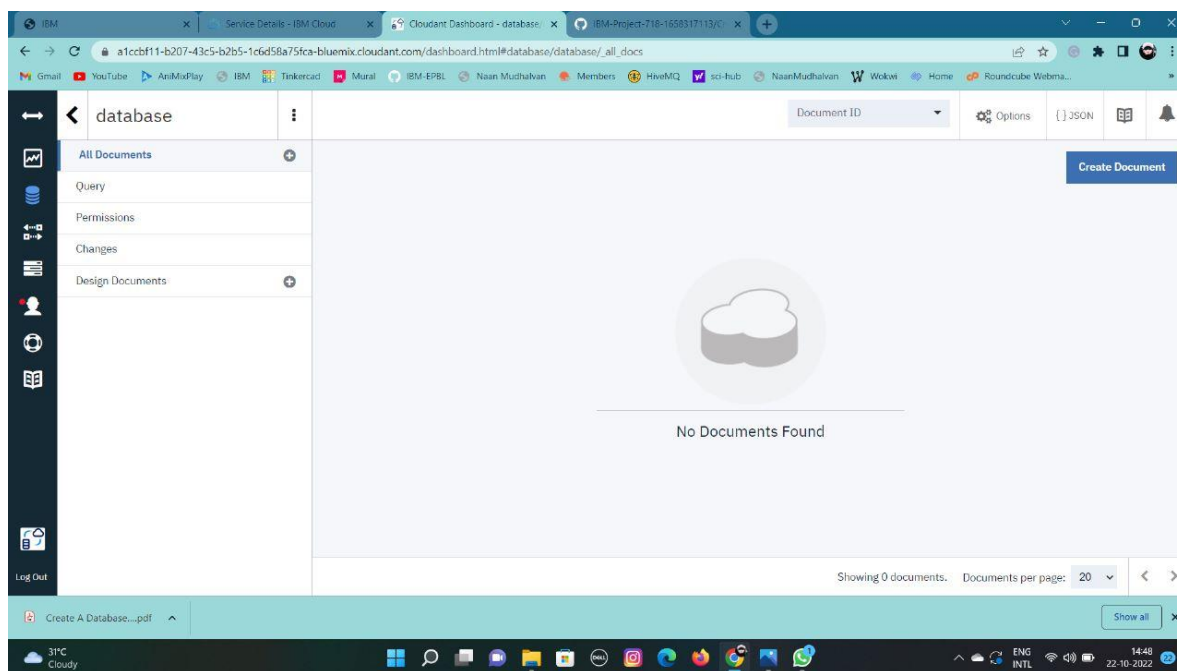 IBM
Service Details - IBM Cloud
Cloudant Dashboard - database/
IBM-Project-718-1658317113/C
a1ccbf11-b207-43c5-b2b5-1c6d58a75fca-bluemix.cloudant.com/dashboard.html#database/database/_all_docs
Gmail YouTube AniMixPlay IBM Tinkercad Mural IBM-EPBL Naan Mudhalvan Members HiveMQ sci-hub NaanMudhalvan Wokwi Home Roundcube Webma...
database
Document ID
Options
{ } JSON
All Documents
Create Document
Query
Permissions
Changes
Design Documents
No Documents Found
Log Out
Showing 0 documents. Documents per page: 20
Create A Database....pdf
Show all
31°C
Cloudy
ENG
INTL
14:48
22-10-2022
22